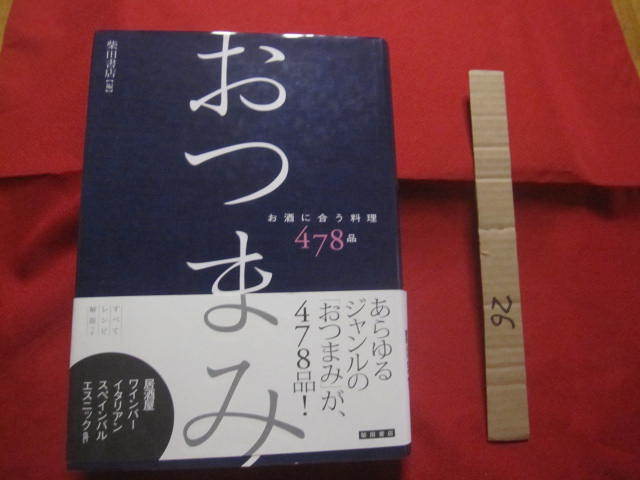 柴田書店【編】
おつまみ
お酒に合う料理
478品
あらゆる
ジャンルの
「おつまみ」が、
478品!
すべて
レシピ
解説つき
居酒屋
ワインバー
イタリアン
スペインバル
エスニック
柴田書店
26